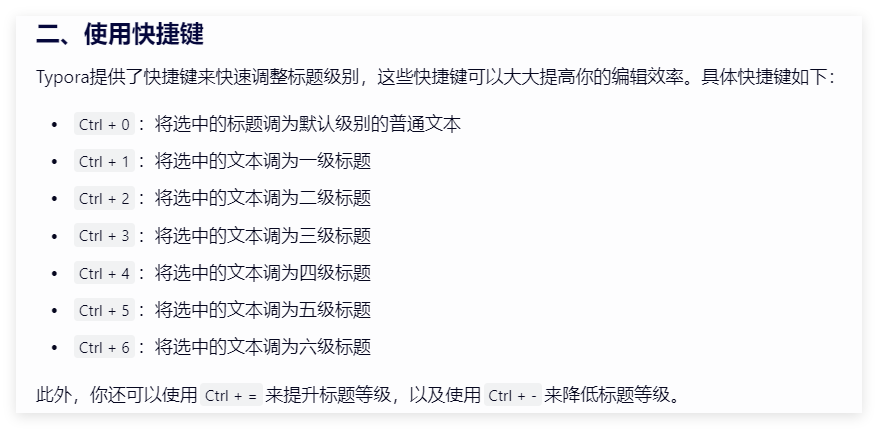 二、使用快捷键
Typora提供了快捷键来快速调整标题级别，这些快捷键可以大大提高你的编辑效率。具体快捷键如下：
• Ctrl + 0：将选中的标题调为默认级别的普通文本
• Ctrl + 1：将选中的文本调为一级标题
• Ctrl + 2：将选中的文本调为二级标题
• Ctrl + 3：将选中的文本调为三级标题
• Ctrl + 4：将选中的文本调为四级标题
• Ctrl + 5：将选中的文本调为五级标题
• Ctrl + 6：将选中的文本调为六级标题
此外，你还可以使用 Ctrl + = 来提升标题等级，以及使用 Ctrl + - 来降低标题等级。